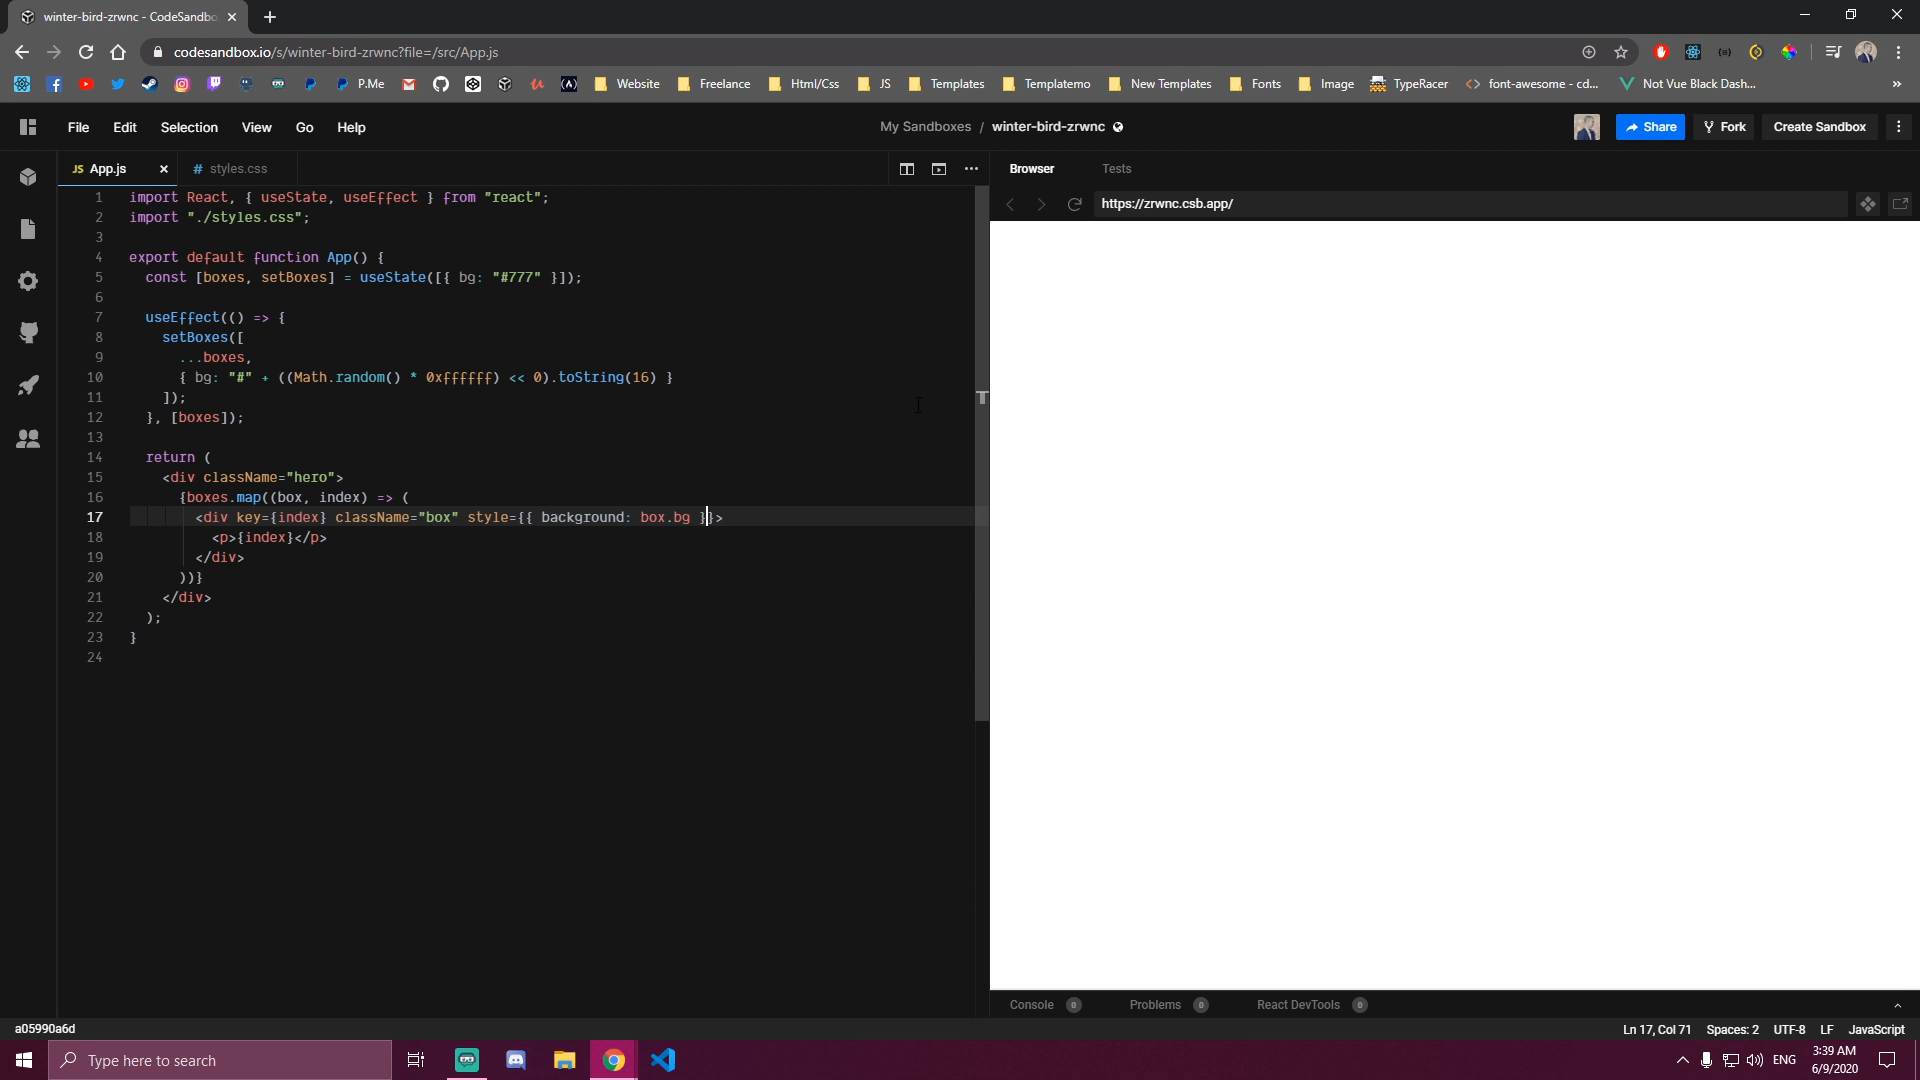 winter-bird-zrwnc - CodeSandbo
codesandbox.io/s/winter-bird-zrwnc?file=/src/App.js
P.Me
Website
Freelance
Html/Css
JS
Templates
Templatemo
New Templates
Fonts
Image
TypeRacer
font-awesome - cd...
Not Vue Black Dash...
»
File
Edit
Selection
View
Go
Help
My Sandboxes / winter-bird-zrwnc
Share
Fork
Create Sandbox
JS App.js
# styles.css
Browser
Tests
https://zrwnc.csb.app/
1 import React, { useState, useEffect } from "react";
2 import "./styles.css";
3
4 export default function App() {
5 const [boxes, setBoxes] = useState([{ bg: "#777" }]);
6
7 useEffect(() => {
8 setBoxes([
9 ...boxes,
10 { bg: "#" + ((Math.random() * 0xffffff) << 0).toString(16) }
11 ]);
12 }, [boxes]);
13
14 return (
15 <div className="hero">
16 {boxes.map((box, index) => (
17 <div key={index} className="box" style={{ background: box.bg }}>
18 <p>{index}</p>
19 </div>
20 ))}
21 </div>
22 );
23 }
24
Console 0
Problems 0
React DevTools 0
a05990a6d
Ln 17, Col 71
Spaces: 2
UTF-8
LF
JavaScript
Type here to search
ENG
3:39 AM
6/9/2020